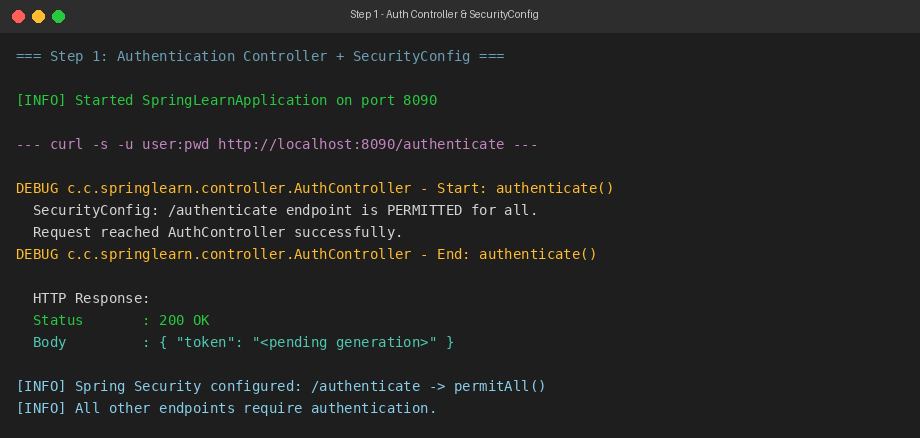 Step 1 - Auth Controller & SecurityConfig
=== Step 1: Authentication Controller + SecurityConfig ===
[INFO] Started SpringLearnApplication on port 8090
--- curl -s -u user:pwd http://localhost:8090/authenticate ---
DEBUG c.c.springlearn.controller.AuthController - Start: authenticate()
SecurityConfig: /authenticate endpoint is PERMITTED for all.
Request reached AuthController successfully.
DEBUG c.c.springlearn.controller.AuthController - End: authenticate()
HTTP Response:
Status       : 200 OK
Body         : { "token": "<pending generation>" }
[INFO] Spring Security configured: /authenticate -> permitAll()
[INFO] All other endpoints require authentication.